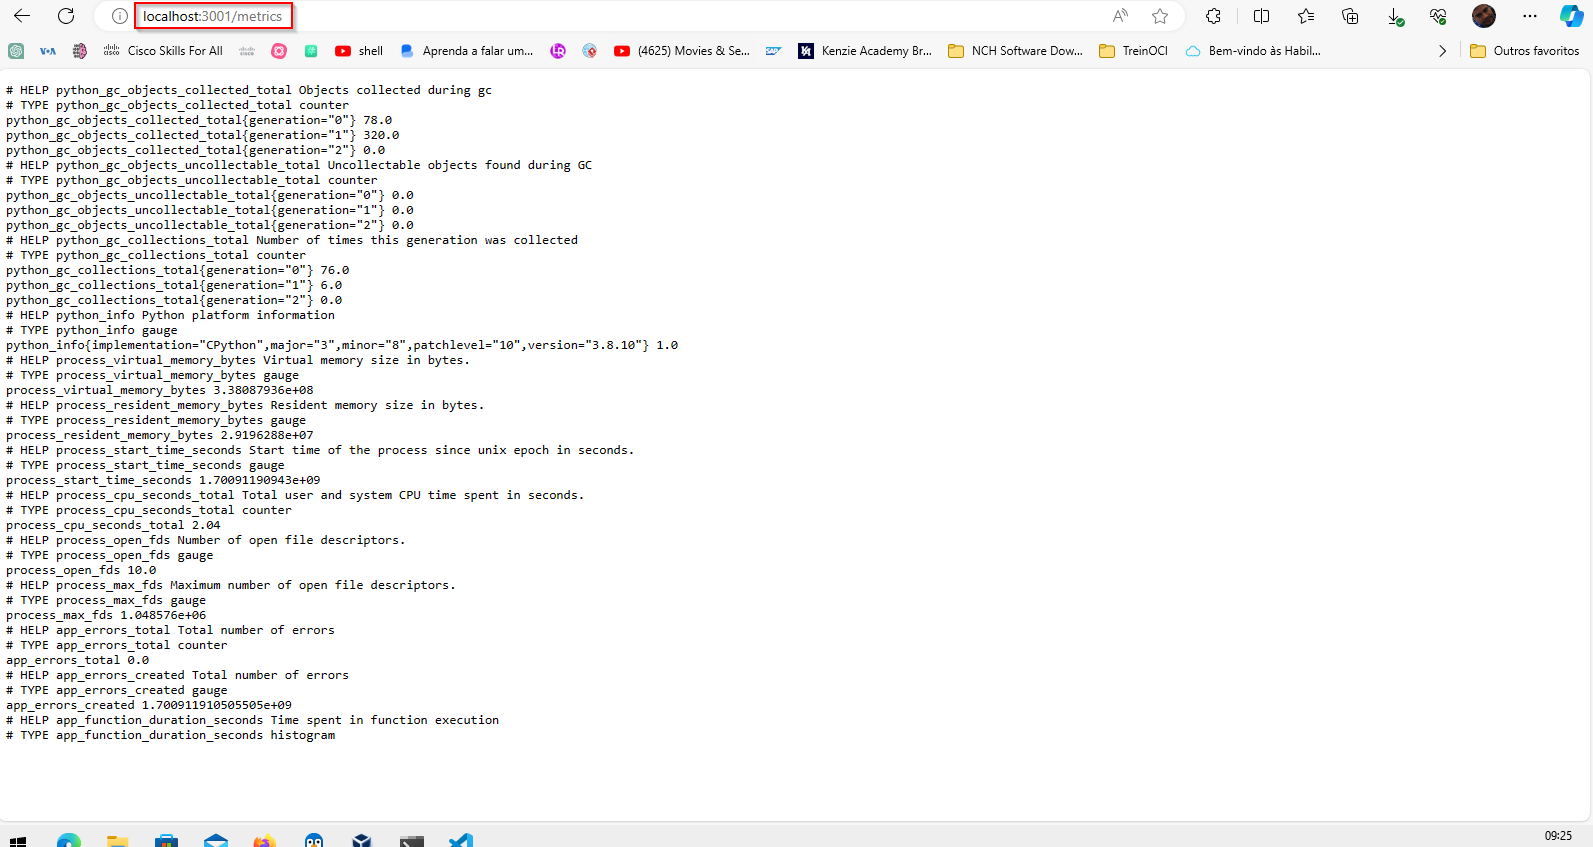 localhost:3001/metrics
VOA
Cisco Skills For All
shell
Aprenda a falar um...
(4625) Movies & Se...
SAP
Kenzie Academy Br...
NCH Software Dow...
TreinOCI
Bem-vindo às Habil...
Outros favoritos
# HELP python_gc_objects_collected_total Objects collected during gc
# TYPE python_gc_objects_collected_total counter
python_gc_objects_collected_total{generation="0"} 78.0
python_gc_objects_collected_total{generation="1"} 320.0
python_gc_objects_collected_total{generation="2"} 0.0
# HELP python_gc_objects_uncollectable_total Uncollectable objects found during GC
# TYPE python_gc_objects_uncollectable_total counter
python_gc_objects_uncollectable_total{generation="0"} 0.0
python_gc_objects_uncollectable_total{generation="1"} 0.0
python_gc_objects_uncollectable_total{generation="2"} 0.0
# HELP python_gc_collections_total Number of times this generation was collected
# TYPE python_gc_collections_total counter
python_gc_collections_total{generation="0"} 76.0
python_gc_collections_total{generation="1"} 6.0
python_gc_collections_total{generation="2"} 0.0
# HELP python_info Python platform information
# TYPE python_info gauge
python_info{implementation="CPython",major="3",minor="8",patchlevel="10",version="3.8.10"} 1.0
# HELP process_virtual_memory_bytes Virtual memory size in bytes.
# TYPE process_virtual_memory_bytes gauge
process_virtual_memory_bytes 3.38087936e+08
# HELP process_resident_memory_bytes Resident memory size in bytes.
# TYPE process_resident_memory_bytes gauge
process_resident_memory_bytes 2.9196288e+07
# HELP process_start_time_seconds Start time of the process since unix epoch in seconds.
# TYPE process_start_time_seconds gauge
process_start_time_seconds 1.70091190943e+09
# HELP process_cpu_seconds_total Total user and system CPU time spent in seconds.
# TYPE process_cpu_seconds_total counter
process_cpu_seconds_total 2.04
# HELP process_open_fds Number of open file descriptors.
# TYPE process_open_fds gauge
process_open_fds 10.0
# HELP process_max_fds Maximum number of open file descriptors.
# TYPE process_max_fds gauge
process_max_fds 1.048576e+06
# HELP app_errors_total Total number of errors
# TYPE app_errors_total counter
app_errors_total 0.0
# HELP app_errors_created Total number of errors
# TYPE app_errors_created gauge
app_errors_created 1.700911910505505e+09
# HELP app_function_duration_seconds Time spent in function execution
# TYPE app_function_duration_seconds histogram
09:25